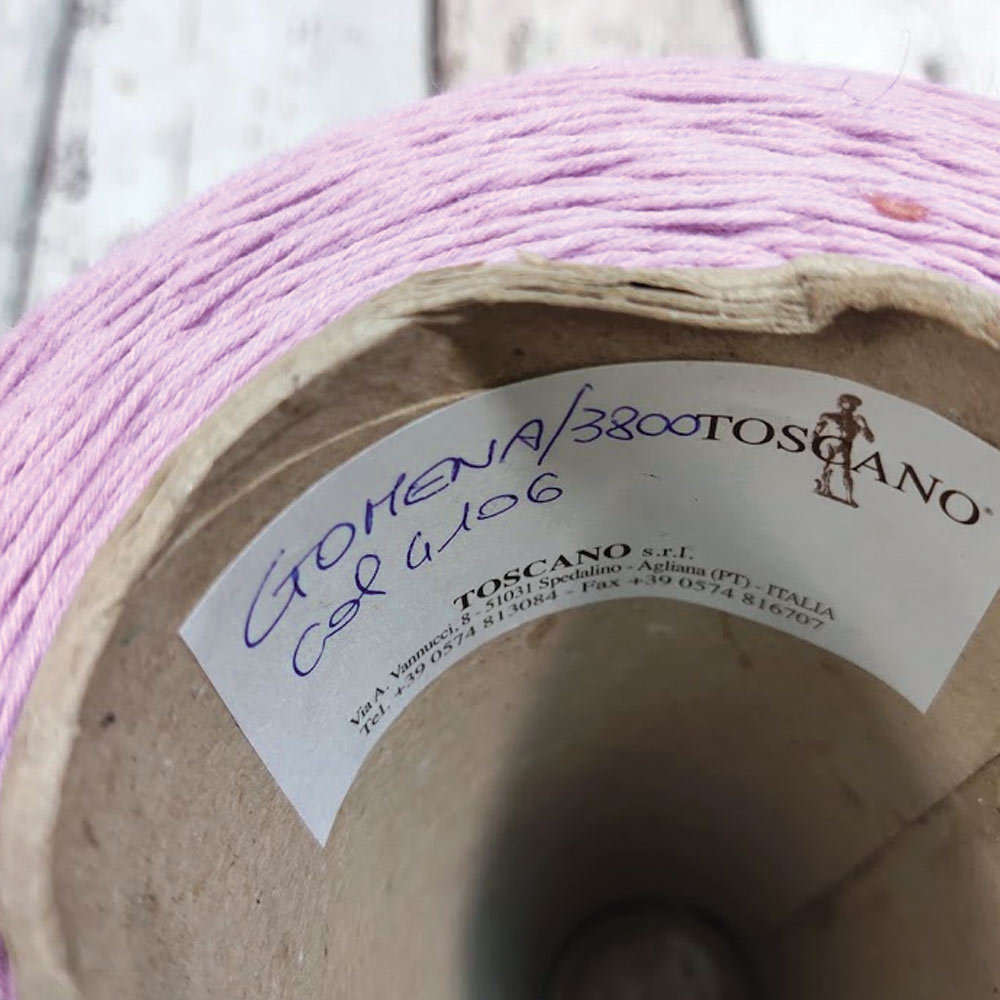 GOMENA/3800
col 4106
TOSCANO®
TOSCANO s.r.l.
Via A. Vannucci, 8 - 51031 Spedalino - Agliana (PT) - ITALIA
Tel. +39 0574 813084 - Fax +39 0574 816707